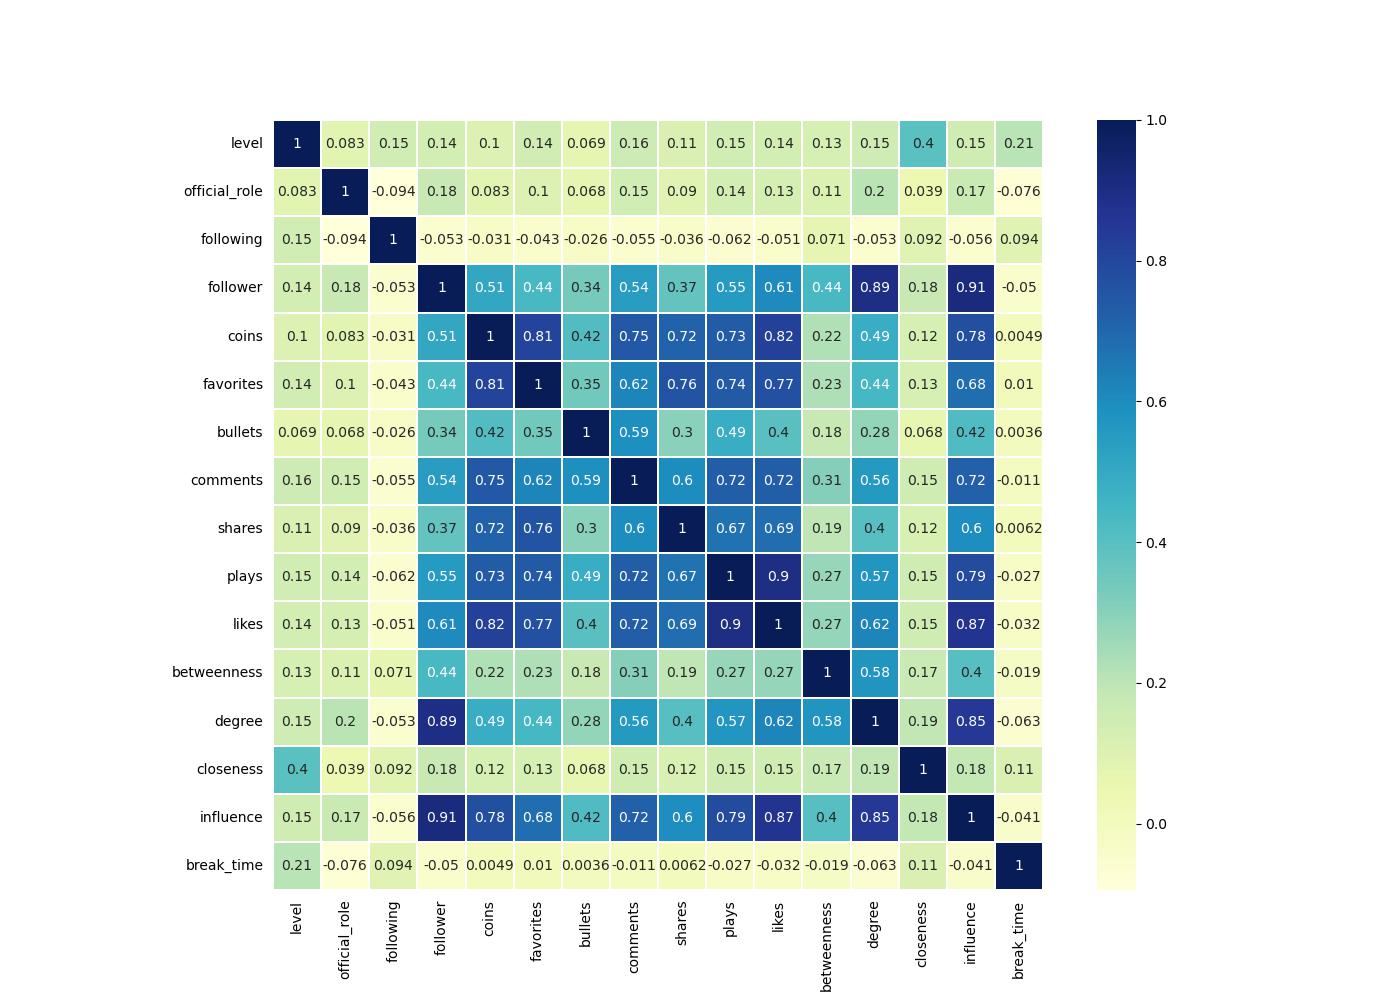 1.0
level 1 0.083 0.15 0.14 0.1 0.14 0.069 0.16 0.11 0.15 0.14 0.13 0.15 0.4 0.15 0.21
official_role 0.083 1 -0.094 0.18 0.083 0.1 0.068 0.15 0.09 0.14 0.13 0.11 0.2 0.039 0.17 -0.076
following 0.15 -0.094 1 -0.053 -0.031 -0.043 -0.026 -0.055 -0.036 -0.062 -0.051 0.071 -0.053 0.092 -0.056 0.094
0.8
follower 0.14 0.18 -0.053 1 0.51 0.44 0.34 0.54 0.37 0.55 0.61 0.44 0.89 0.18 0.91 -0.05
coins 0.1 0.083 -0.031 0.51 1 0.81 0.42 0.75 0.72 0.73 0.82 0.22 0.49 0.12 0.78 0.0049
favorites 0.14 0.1 -0.043 0.44 0.81 1 0.35 0.62 0.76 0.74 0.77 0.23 0.44 0.13 0.68 0.01
0.6
bullets 0.069 0.068 -0.026 0.34 0.42 0.35 1 0.59 0.3 0.49 0.4 0.18 0.28 0.068 0.42 0.0036
comments 0.16 0.15 -0.055 0.54 0.75 0.62 0.59 1 0.6 0.72 0.72 0.31 0.56 0.15 0.72 -0.011
shares 0.11 0.09 -0.036 0.37 0.72 0.76 0.3 0.6 1 0.67 0.69 0.19 0.4 0.12 0.6 0.0062
0.4
plays 0.15 0.14 -0.062 0.55 0.73 0.74 0.49 0.72 0.67 1 0.9 0.27 0.57 0.15 0.79 -0.027
likes 0.14 0.13 -0.051 0.61 0.82 0.77 0.4 0.72 0.69 0.9 1 0.27 0.62 0.15 0.87 -0.032
betweenness 0.13 0.11 0.071 0.44 0.22 0.23 0.18 0.31 0.19 0.27 0.27 1 0.58 0.17 0.4 -0.019
0.2
degree 0.15 0.2 -0.053 0.89 0.49 0.44 0.28 0.56 0.4 0.57 0.62 0.58 1 0.19 0.85 -0.063
closeness 0.4 0.039 0.092 0.18 0.12 0.13 0.068 0.15 0.12 0.15 0.15 0.17 0.19 1 0.18 0.11
influence 0.15 0.17 -0.056 0.91 0.78 0.68 0.42 0.72 0.6 0.79 0.87 0.4 0.85 0.18 1 -0.041
0.0
break_time 0.21 -0.076 0.094 -0.05 0.0049 0.01 0.0036 -0.011 0.0062 -0.027 -0.032 -0.019 -0.063 0.11 -0.041 1
level
official_role
following
follower
coins
favorites
bullets
comments
shares
plays
likes
betweenness
degree
closeness
influence
break_time